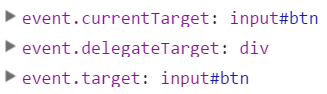 event.currentTarget: input#btn
event.delegateTarget: div
event.target: input#btn